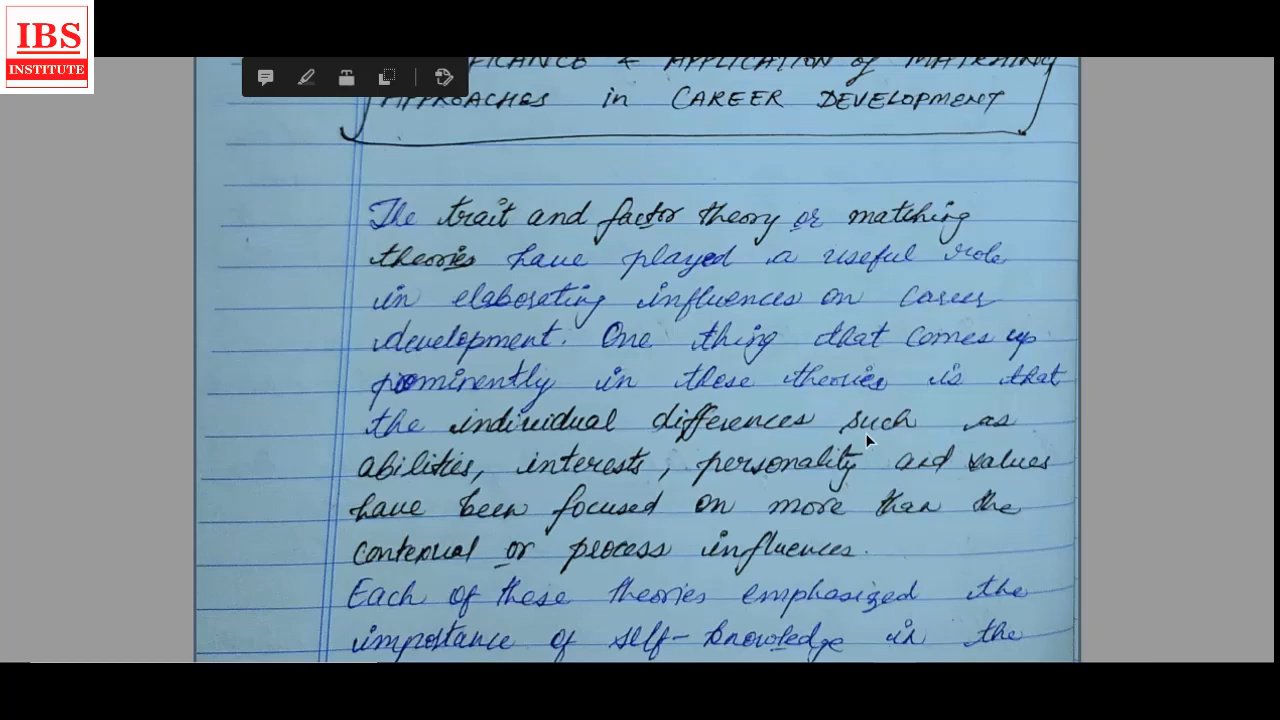 IBS
INSTITUTE
& APPLICATION of
APPROACHES in CAREER DEVELOPMENT
The trait and factor theory or matching
theories have played a useful role
in elaborating influences on career
development. One thing that comes up
prominently in these theories is that
the individual differences such as
abilities, interests, personality and values
have been focused on more than the
contexual or process influences.
Each of these theories emphasized the
importance of self-knowledge in the